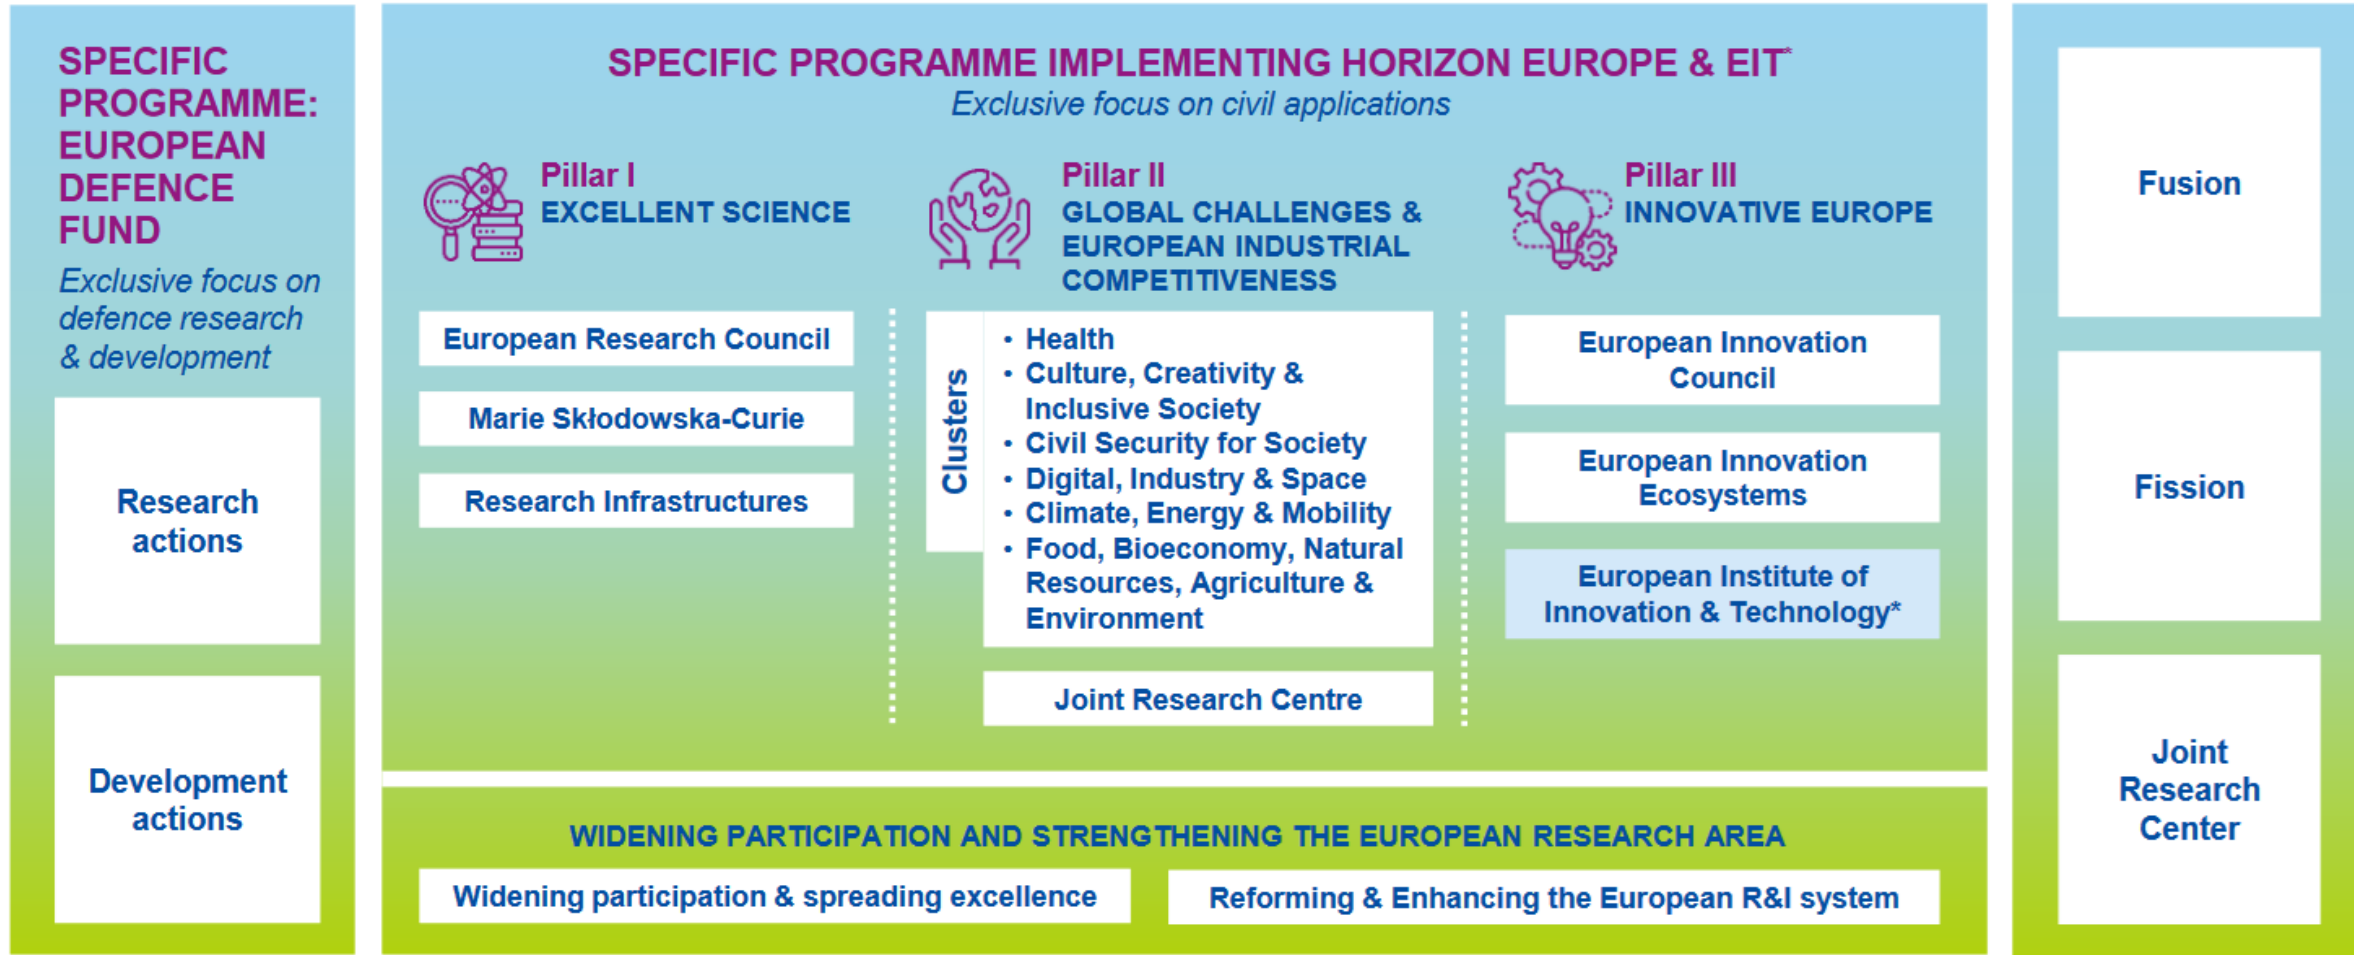 SPECIFIC
PROGRAMME:
EUROPEAN
DEFENCE
FUND
Exclusive focus on
defence research
& development
Research
actions
Development
actions
SPECIFIC PROGRAMME IMPLEMENTING HORIZON EUROPE & EIT*
Exclusive focus on civil applications
Pillar I
EXCELLENT SCIENCE
European Research Council
Marie Skłodowska-Curie
Research Infrastructures
Pillar II
GLOBAL CHALLENGES &
EUROPEAN INDUSTRIAL
COMPETITIVENESS
Clusters
• Health
• Culture, Creativity &
Inclusive Society
• Civil Security for Society
• Digital, Industry & Space
• Climate, Energy & Mobility
• Food, Bioeconomy, Natural
Resources, Agriculture &
Environment
Joint Research Centre
Pillar III
INNOVATIVE EUROPE
European Innovation
Council
European Innovation
Ecosystems
European Institute of
Innovation & Technology*
WIDENING PARTICIPATION AND STRENGTHENING THE EUROPEAN RESEARCH AREA
Widening participation & spreading excellence
Reforming & Enhancing the European R&I system
Fusion
Fission
Joint
Research
Center